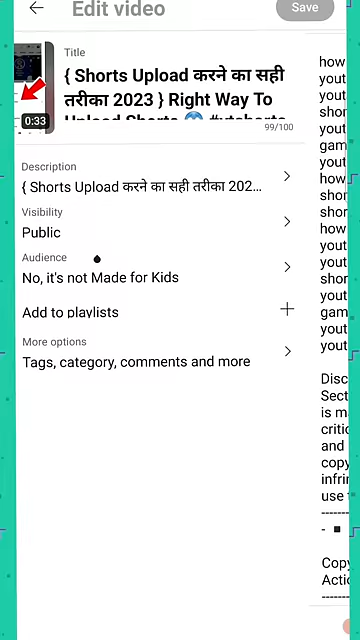 Edit video
Save
Title
{ Shorts Upload करने का सही
तरीका 2023 } Right Way To
Upload Shorts
99/100
0:33
Description
{ Shorts Upload करने का सही तरीका 202...
Visibility
Public
Audience
No, it's not Made for Kids
Add to playlists
More options
Tags, category, comments and more
how
yout
yout
shor
yout
gam
yout
how
shor
shor
how
yout
yout
shor
yout
gam
yout
yout
Disc
Sect
is m
critic
and
copy
infrin
use
Copy
Actio